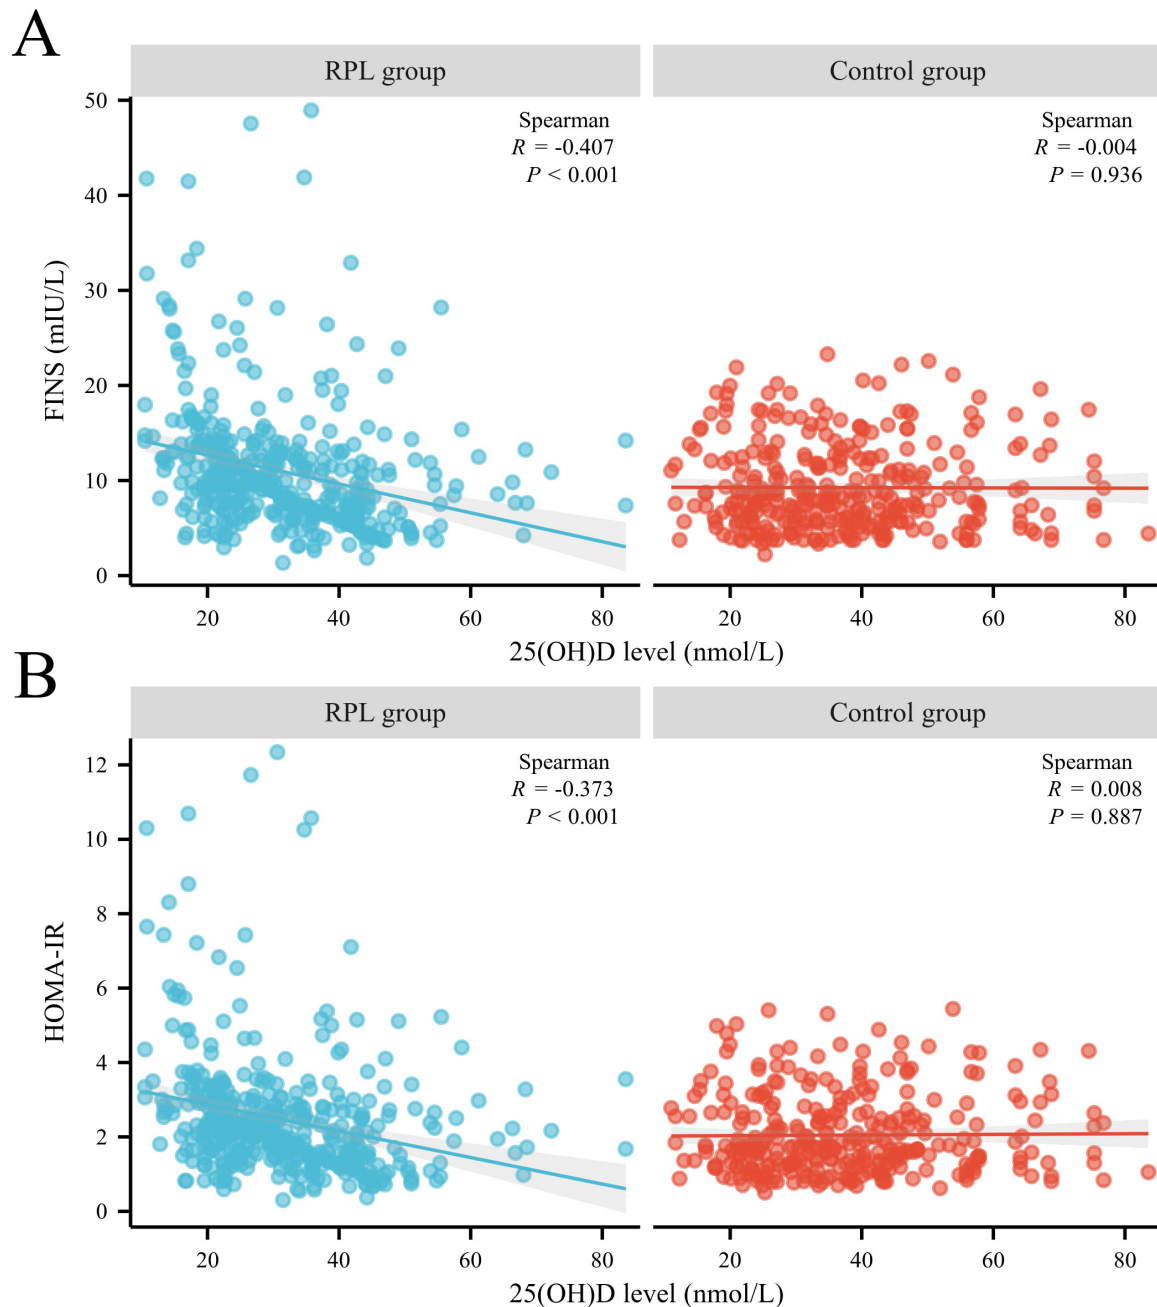 A
RPL group
Control group
Spearman
R = -0.407
P < 0.001
Spearman
R = -0.004
P = 0.936
50
40
30
20
10
0
FINS (mIU/L)
20
40
60
80
20
40
60
80
25(OH)D level (nmol/L)
B
RPL group
Control group
Spearman
R = -0.373
P < 0.001
Spearman
R = 0.008
P = 0.887
12
10
8
6
4
2
0
HOMA-IR
20
40
60
80
20
40
60
80
25(OH)D level (nmol/L)